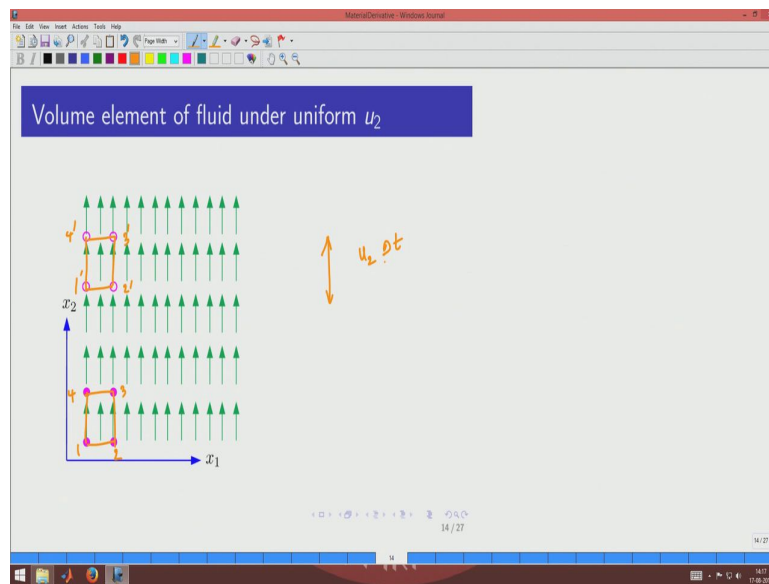 MaterialDerivative - Windows Journal
File Edit View Insert Actions Tools Help
Page Width
B I
Volume element of fluid under uniform u₂
4' 3'
u₂ Δt
1' 2'
x₂
4 3
1 2
x₁
14 / 27
14 / 27
14
14:17